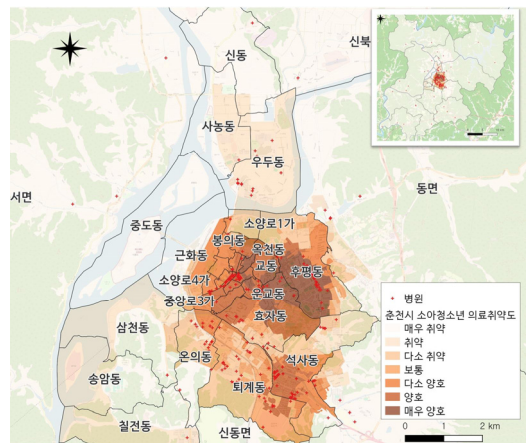 신동
신북
사농동
우두동
서면
중도동
동면
소양로1가
봉의동
옥천동
근화동
교동
후평동
소양로4가
운교동
중앙로3가
효자동
삼천동
온의동
석사동
송암동
퇴계동
칠전동
신동면
병원
춘천시 소아청소년 의료취약도
매우 취약
취약
다소 취약
보통
다소 양호
양호
매우 양호
0 1 2 km